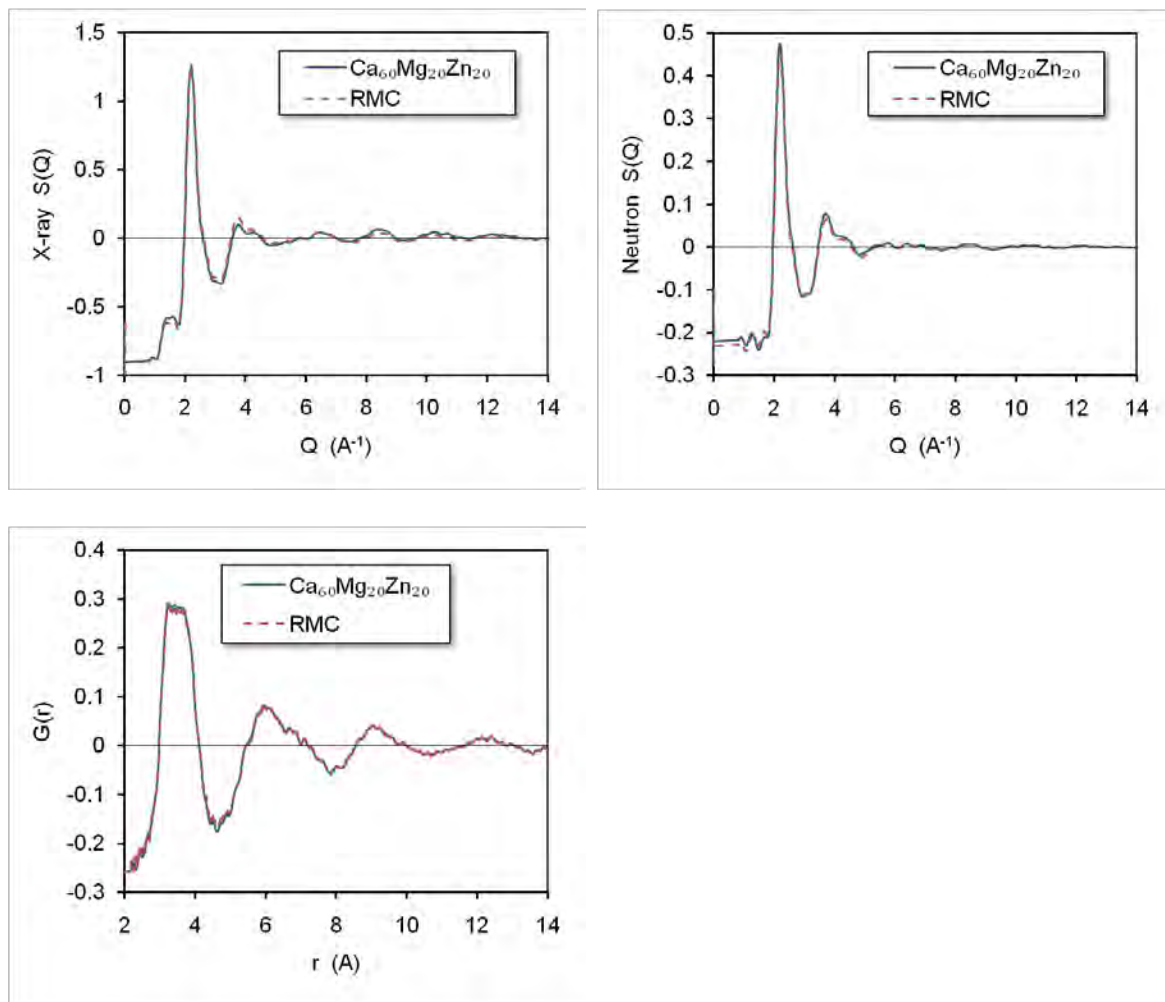 1.5
1
0.5
0
-0.5
-1
X-ray S(Q)
Ca₆₀Mg₂₀Zn₂₀
RMC
0 2 4 6 8 10 12 14
Q (A⁻¹)
0.5
0.4
0.3
0.2
0.1
0
-0.1
-0.2
-0.3
Neutron S(Q)
Ca₆₀Mg₂₀Zn₂₀
RMC
0 2 4 6 8 10 12 14
Q (A⁻¹)
0.4
0.3
0.2
0.1
0
-0.1
-0.2
-0.3
G(r)
Ca₆₀Mg₂₀Zn₂₀
RMC
2 4 6 8 10 12 14
r (A)